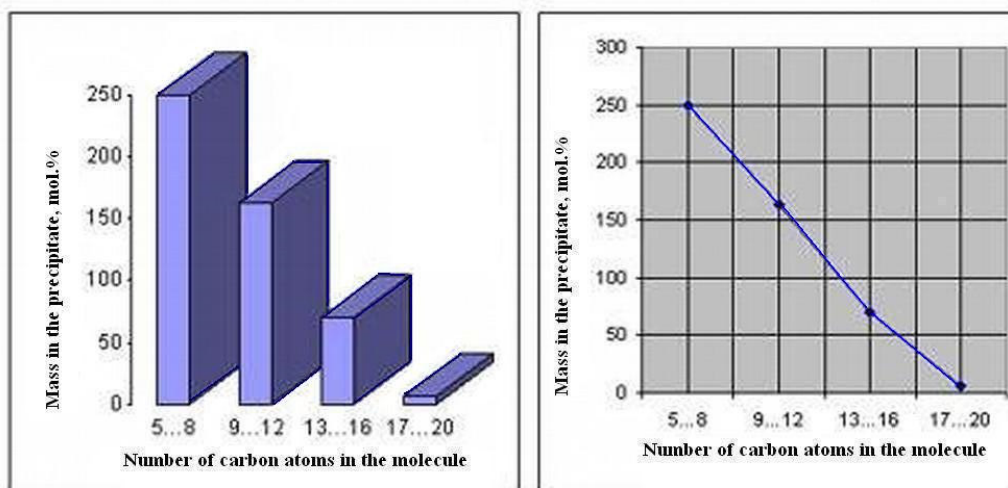 Mass in the precipitate, mol.%
250
200
150
100
50
0
5...8 9...12 13...16 17...20
Number of carbon atoms in the molecule
Mass in the precipitate, mol.%
300
250
200
150
100
50
0
5...8 9...12 13...16 17...20
Number of carbon atoms in the molecule